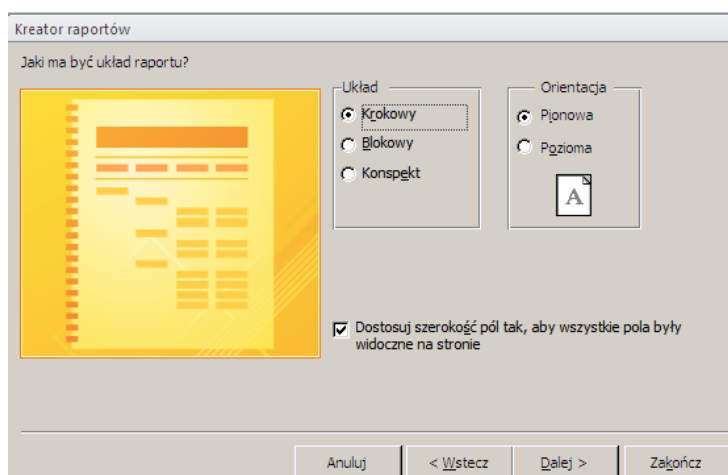 Kreator raportów
Jaki ma być układ raportu?
Układ
Krokowy
Blokowy
Konspekt
Orientacja
Pionowa
Pozioma
A
Dostosuj szerokość pól tak, aby wszystkie pola były
widoczne na stronie
Anuluj
< Wstecz
Dalej >
Zakończ